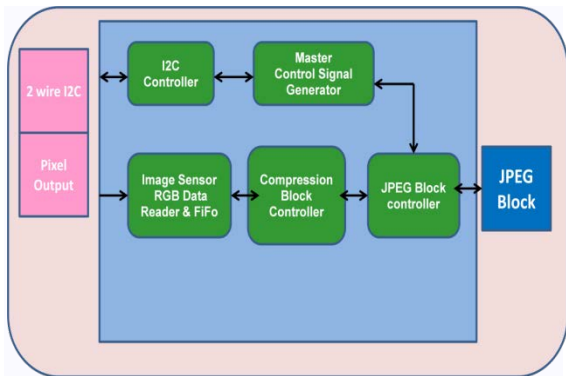 2 wire I2C
Pixel
Output
I2C
Controller
Master
Control Signal
Generator
Image Sensor
RGB Data
Reader & FiFo
Compression
Block
Controller
JPEG Block
controller
JPEG
Block